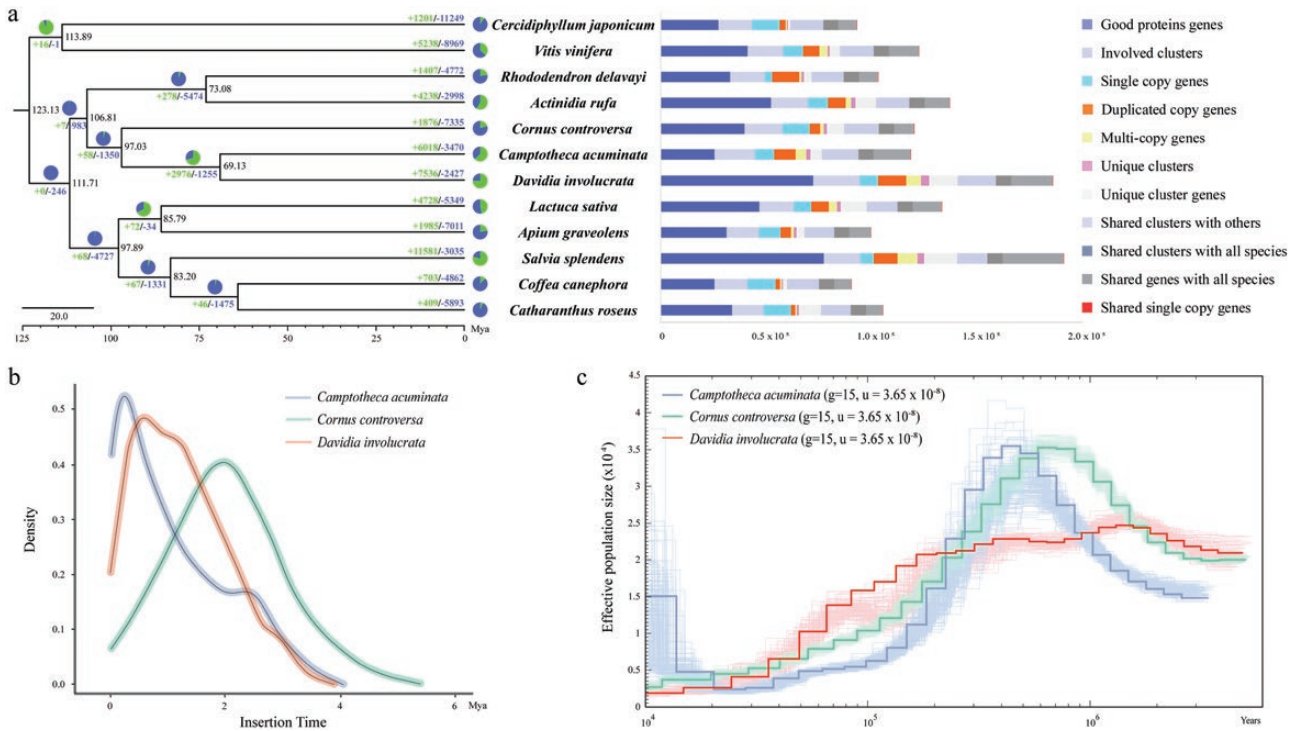 a
+1201/-11249
Cercidiphyllum japonicum
+16/-1
113.89
+5238/-8969
Vitis vinifera
+1407/-4772
Rhododendron delavayi
+278/-5474
73.08
+4238/-2998
Actinidia rufa
123.13
+7/-983
106.81
+1876/-7335
Cornus controversa
+58/-1350
97.03
+6018/-3470
Camptotheca acuminata
+2976/-1255
69.13
+7536/-2427
Davidia involucrata
+0/-246
111.71
+4728/-5349
Lactuca sativa
+72/-34
85.79
+1985/-7011
Apium graveolens
+68/-4727
97.89
+11581/-3035
Salvia splendens
+67/-1331
83.20
+703/-4862
Coffea canephora
+46/-1475
+409/-5893
Catharanthus roseus
20.0
125 100 75 50 25 0
Mya
0 0.5 x 10⁵ 1.0 x 10⁵ 1.5 x 10⁵ 2.0 x 10⁵
Good proteins genes
Involved clusters
Single copy genes
Duplicated copy genes
Multi-copy genes
Unique clusters
Unique cluster genes
Shared clusters with others
Shared clusters with all species
Shared genes with all species
Shared single copy genes
b
Camptotheca acuminata
Cornus controversa
Davidia involucrata
0.5
0.4
0.3
0.2
0.1
0.0
Density
0 2 4 6 Mya
Insertion Time
c
Camptotheca acuminata (g=15, u = 3.65 x 10⁻⁸)
Cornus controversa (g=15, u = 3.65 x 10⁻⁸)
Davidia involucrata (g=15, u = 3.65 x 10⁻⁸)
4.5
4
3.5
3
2.5
2
1.5
1
0.5
0
Effective population size (x10⁴)
10⁴ 10⁵ 10⁶ Years